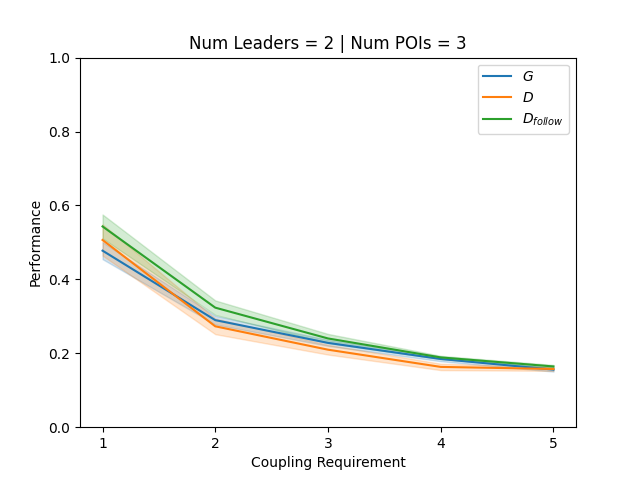 Num Leaders = 2 | Num POIs = 3
G
D
D_follow
Performance
1.0
0.8
0.6
0.4
0.2
0.0
1 2 3 4 5
Coupling Requirement